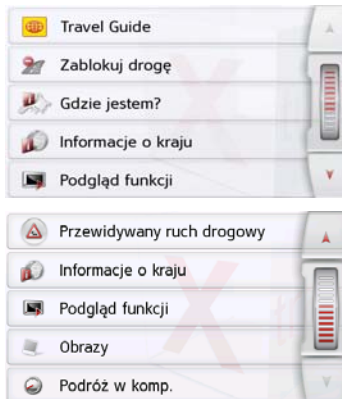 Travel Guide
Zablokuj drogę
Gdzie jestem?
Informacje o kraju
Podgląd funkcji
Przewidywany ruch drogowy
Informacje o kraju
Podgląd funkcji
Obrazy
Podróż w komp.